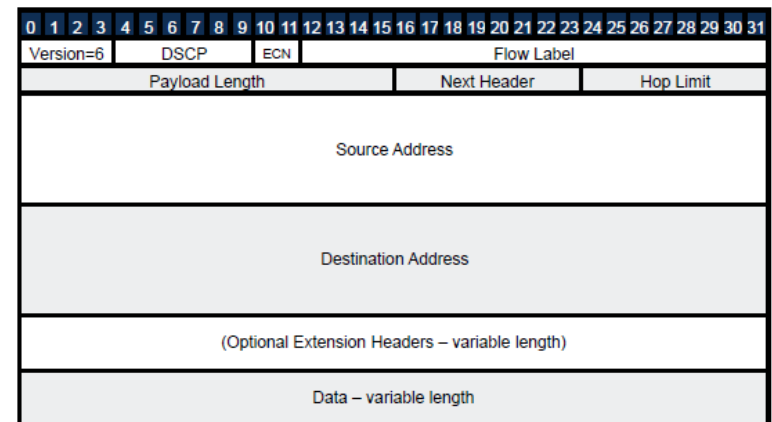 0 1 2 3 4 5 6 7 8 9 10 11 12 13 14 15 16 17 18 19 20 21 22 23 24 25 26 27 28 29 30 31
Version=6 DSCP ECN Flow Label
Payload Length Next Header Hop Limit
Source Address
Destination Address
(Optional Extension Headers – variable length)
Data – variable length